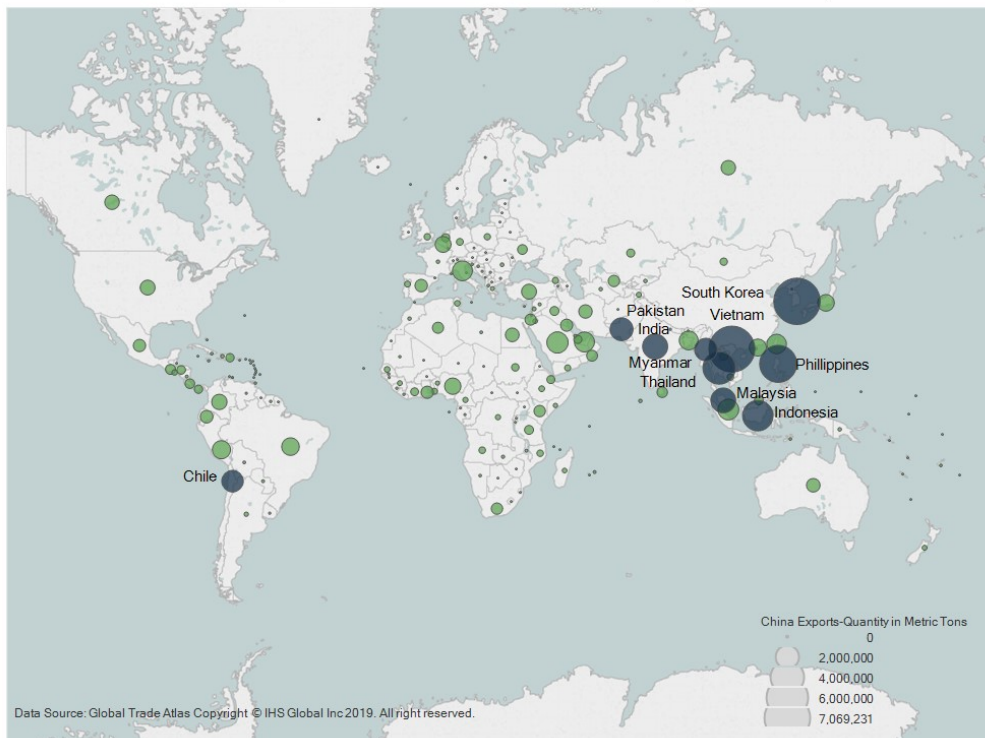 South Korea
Pakistan
Vietnam
India
Myanmar
Phillippines
Thailand
Malaysia
Indonesia
Chile
China Exports-Quantity in Metric Tons
0
2,000,000
4,000,000
6,000,000
7,069,231
Data Source: Global Trade Atlas Copyright © IHS Global Inc 2019. All right reserved.